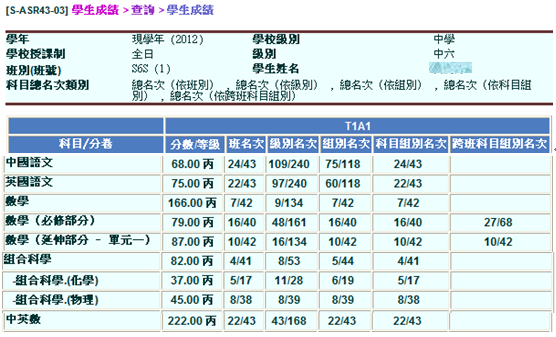 [S-ASR43-03] 學生成績 > 查詢 > 學生成績
學年 現學年 (2012) 學校級別 中學
學校授課制 全日 級別 中六
班別(班號) S6S (1) 學生姓名
科目總名次類別 總名次（依班別），總名次（依級別），總名次（依組別），總名次（依科目組
別），總名次（依跨班科目組別）
T1A1
科目/分卷 分數/等級 班名次 級別名次 組別名次 科目組別名次 跨班科目組別名次
中國語文 68.00 丙 24/43 109/240 75/118 24/43
英國語文 75.00 丙 22/43 97/240 60/118 22/43
數學 166.00 丙 7/42 9/134 7/42 7/42
數學（必修部分） 79.00 丙 16/40 48/161 16/40 16/40 27/68
數學（延伸部分 - 單元一） 87.00 丙 10/42 16/134 10/42 10/42 10/42
組合科學 82.00 丙 4/41 8/53 5/44 4/41
-組合科學.(化學) 37.00 丙 5/17 11/28 6/19 5/17
-組合科學.(物理) 45.00 丙 8/38 8/39 8/39 8/38
中英數 222.00 丙 22/43 43/168 22/43 22/43